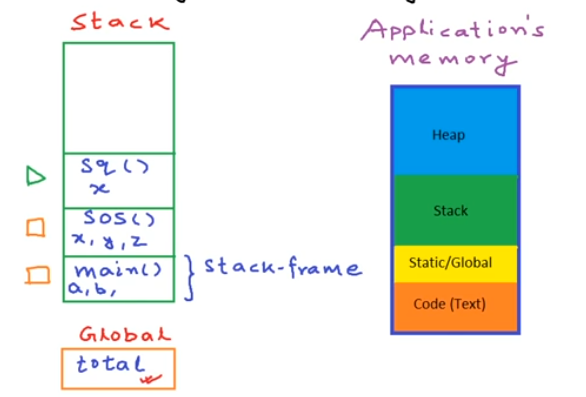 Stack
Sq()
x
SOS()
x, y, z
main()
a, b,
stack-frame
Global
total
Application's
memory
Heap
Stack
Static/Global
Code (Text)